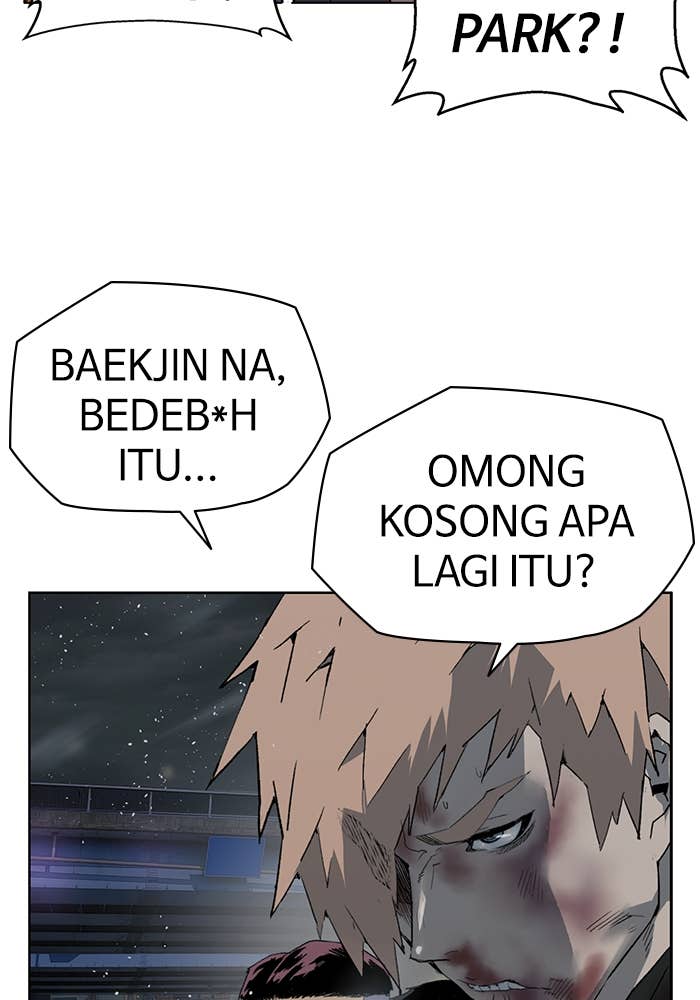 PARK?!
BAEKJIN NA,
BEDEB*H
ITU...
OMONG
KOSONG APA
LAGI ITU?